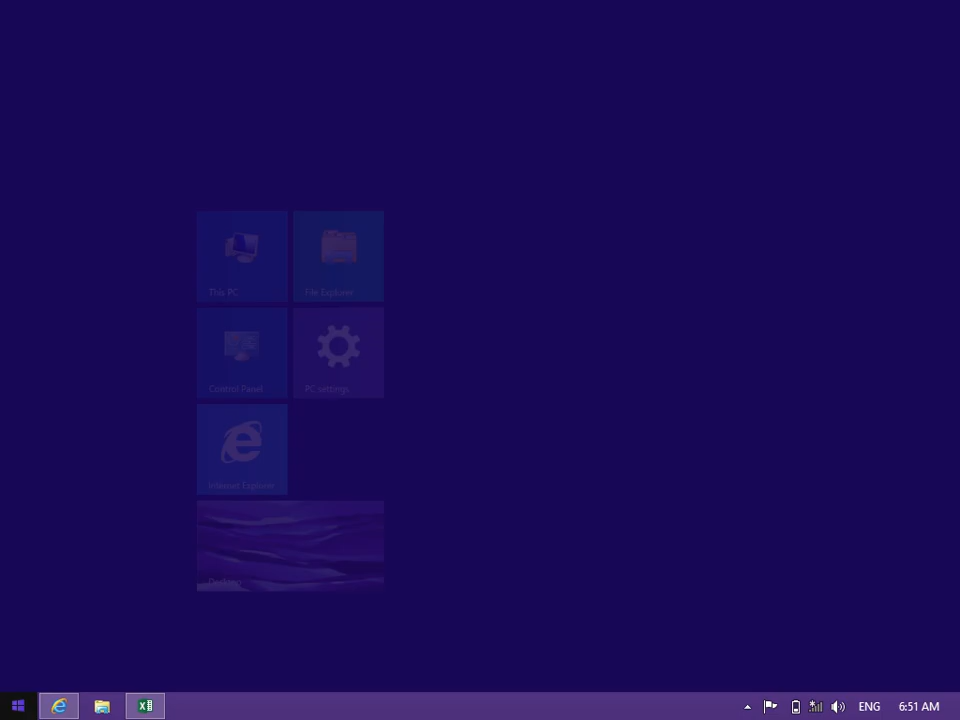 This PC
File Explorer
Control Panel
PC settings
Internet Explorer
Desktop
ENG
6:51 AM